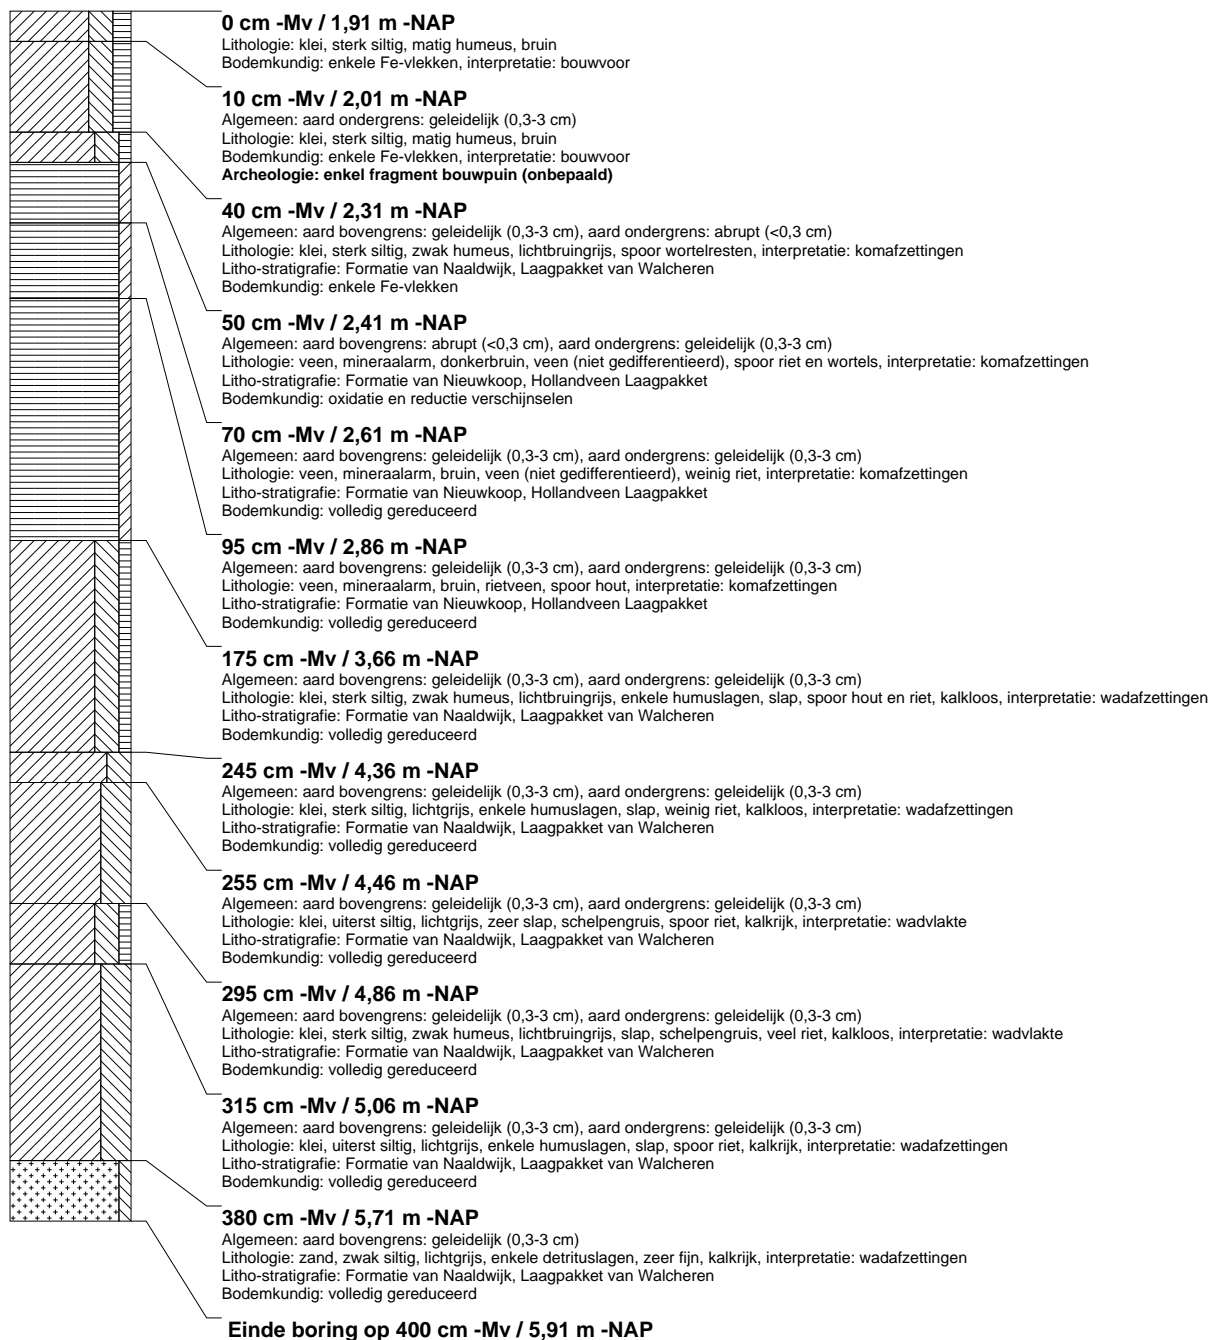 0 cm -Mv / 1,91 m -NAP
Lithologie: klei, sterk siltig, matig humeus, bruin
Bodemkundig: enkele Fe-vlekken, interpretatie: bouwvoor
10 cm -Mv / 2,01 m -NAP
Algemeen: aard ondergrens: geleidelijk (0,3-3 cm)
Lithologie: klei, sterk siltig, matig humeus, bruin
Bodemkundig: enkele Fe-vlekken, interpretatie: bouwvoor
Archeologie: enkel fragment bouwpuin (onbepaald)
40 cm -Mv / 2,31 m -NAP
Algemeen: aard bovengrens: geleidelijk (0,3-3 cm), aard ondergrens: abrupt (<0,3 cm)
Lithologie: klei, sterk siltig, zwak humeus, lichtbruingrijs, spoor wortelresten, interpretatie: komafzettingen
Litho-stratigrafie: Formatie van Naaldwijk, Laagpakket van Walcheren
Bodemkundig: enkele Fe-vlekken
50 cm -Mv / 2,41 m -NAP
Algemeen: aard bovengrens: abrupt (<0,3 cm), aard ondergrens: geleidelijk (0,3-3 cm)
Lithologie: veen, mineraalarm, donkerbruin, veen (niet gedifferentieerd), spoor riet en wortels, interpretatie: komafzettingen
Litho-stratigrafie: Formatie van Nieuwkoop, Hollandveen Laagpakket
Bodemkundig: oxidatie en reductie verschijnselen
70 cm -Mv / 2,61 m -NAP
Algemeen: aard bovengrens: geleidelijk (0,3-3 cm), aard ondergrens: geleidelijk (0,3-3 cm)
Lithologie: veen, mineraalarm, bruin, veen (niet gedifferentieerd), weinig riet, interpretatie: komafzettingen
Litho-stratigrafie: Formatie van Nieuwkoop, Hollandveen Laagpakket
Bodemkundig: volledig gereduceerd
95 cm -Mv / 2,86 m -NAP
Algemeen: aard bovengrens: geleidelijk (0,3-3 cm), aard ondergrens: geleidelijk (0,3-3 cm)
Lithologie: veen, mineraalarm, bruin, rietveen, spoor hout, interpretatie: komafzettingen
Litho-stratigrafie: Formatie van Nieuwkoop, Hollandveen Laagpakket
Bodemkundig: volledig gereduceerd
175 cm -Mv / 3,66 m -NAP
Algemeen: aard bovengrens: geleidelijk (0,3-3 cm), aard ondergrens: geleidelijk (0,3-3 cm)
Lithologie: klei, sterk siltig, zwak humeus, lichtbruingrijs, enkele humuslagen, slap, spoor hout en riet, kalkloos, interpretatie: wadafzettingen
Litho-stratigrafie: Formatie van Naaldwijk, Laagpakket van Walcheren
Bodemkundig: volledig gereduceerd
245 cm -Mv / 4,36 m -NAP
Algemeen: aard bovengrens: geleidelijk (0,3-3 cm), aard ondergrens: geleidelijk (0,3-3 cm)
Lithologie: klei, sterk siltig, lichtgrijs, enkele humuslagen, slap, weinig riet, kalkloos, interpretatie: wadafzettingen
Litho-stratigrafie: Formatie van Naaldwijk, Laagpakket van Walcheren
Bodemkundig: volledig gereduceerd
255 cm -Mv / 4,46 m -NAP
Algemeen: aard bovengrens: geleidelijk (0,3-3 cm), aard ondergrens: geleidelijk (0,3-3 cm)
Lithologie: klei, uiterst siltig, lichtgrijs, zeer slap, schelpengruis, spoor riet, kalkrijk, interpretatie: wadvlakte
Litho-stratigrafie: Formatie van Naaldwijk, Laagpakket van Walcheren
Bodemkundig: volledig gereduceerd
295 cm -Mv / 4,86 m -NAP
Algemeen: aard bovengrens: geleidelijk (0,3-3 cm), aard ondergrens: geleidelijk (0,3-3 cm)
Lithologie: klei, sterk siltig, zwak humeus, lichtbruingrijs, slap, schelpengruis, veel riet, kalkloos, interpretatie: wadvlakte
Litho-stratigrafie: Formatie van Naaldwijk, Laagpakket van Walcheren
Bodemkundig: volledig gereduceerd
315 cm -Mv / 5,06 m -NAP
Algemeen: aard bovengrens: geleidelijk (0,3-3 cm), aard ondergrens: geleidelijk (0,3-3 cm)
Lithologie: klei, uiterst siltig, lichtgrijs, enkele humuslagen, slap, spoor riet, kalkrijk, interpretatie: wadafzettingen
Litho-stratigrafie: Formatie van Naaldwijk, Laagpakket van Walcheren
Bodemkundig: volledig gereduceerd
380 cm -Mv / 5,71 m -NAP
Algemeen: aard bovengrens: geleidelijk (0,3-3 cm)
Lithologie: zand, zwak siltig, lichtgrijs, enkele detrituslagen, zeer fijn, kalkrijk, interpretatie: wadafzettingen
Litho-stratigrafie: Formatie van Naaldwijk, Laagpakket van Walcheren
Bodemkundig: volledig gereduceerd
Einde boring op 400 cm -Mv / 5,91 m -NAP